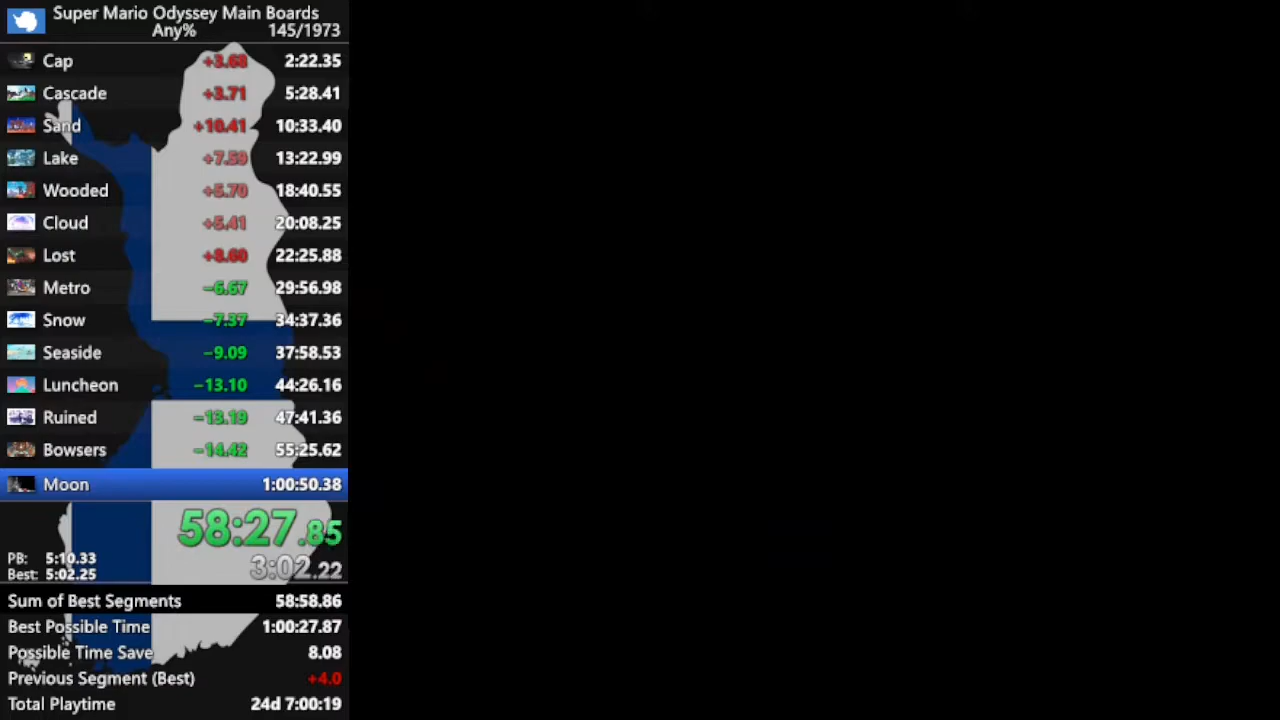 Super Mario Odyssey Main Boards
Any% 145/1973
Cap +3.68 2:22.35
Cascade +3.71 5:28.41
Sand +10.41 10:33.40
Lake +7.59 13:22.99
Wooded +5.70 18:40.55
Cloud +5.41 20:08.25
Lost +8.60 22:25.88
Metro −6.67 29:56.98
Snow −7.37 34:37.36
Seaside −9.09 37:58.53
Luncheon −13.10 44:26.16
Ruined −13.19 47:41.36
Bowsers −14.42 55:25.62
Moon 1:00:50.38
58:27.85
PB: 5:10.33
Best: 5:02.25
3:02.22
Sum of Best Segments 58:58.86
Best Possible Time 1:00:27.87
Possible Time Save 8.08
Previous Segment (Best) +4.0
Total Playtime 24d 7:00:19